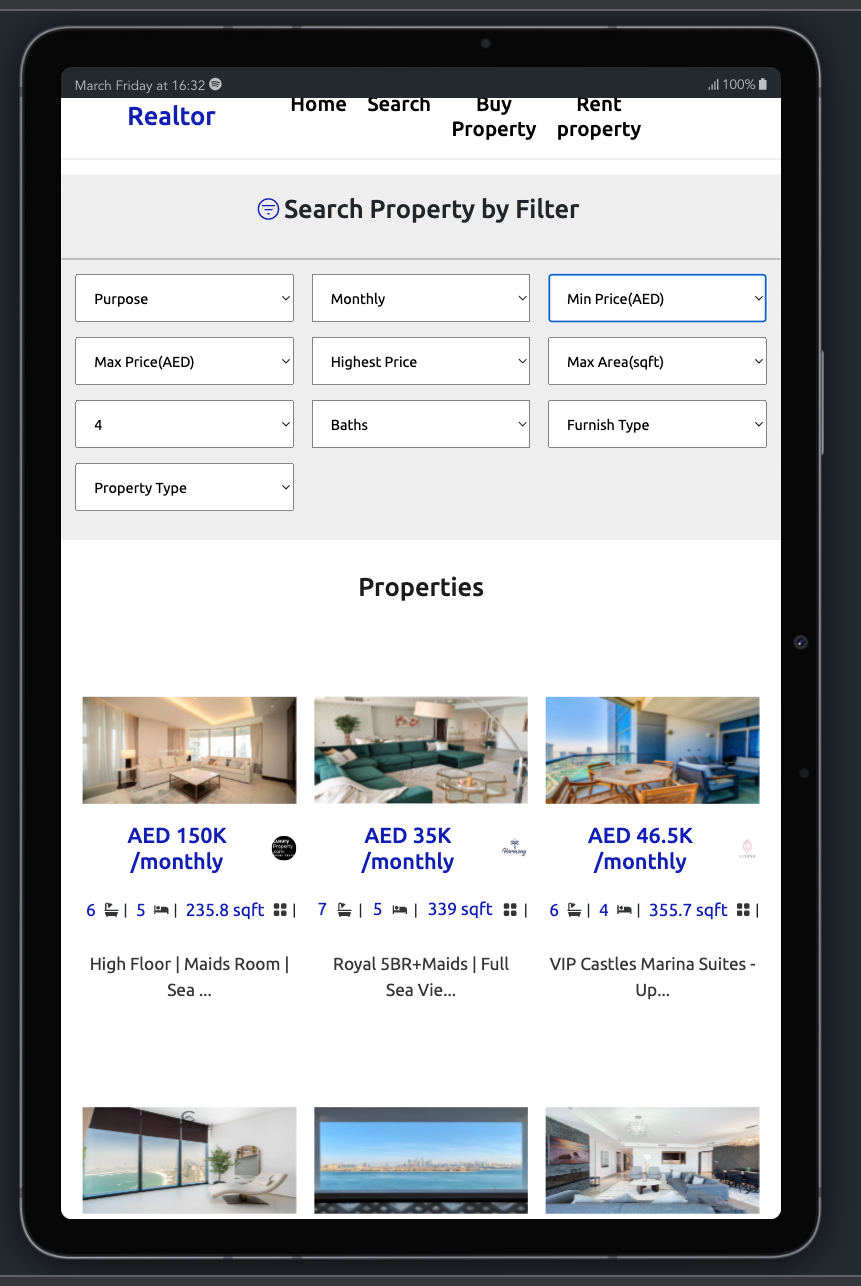 March Friday at 16:32
100%
Realtor
Home Search Buy Property Rent property
Search Property by Filter
Purpose Monthly Min Price(AED)
Max Price(AED) Highest Price Max Area(sqft)
4 Baths Furnish Type
Property Type
Properties
AED 150K /monthly
Luxury
Property
.com
6 | 5 | 235.8 sqft |
High Floor | Maids Room |
Sea ...
AED 35K /monthly
Harmony
7 | 5 | 339 sqft |
Royal 5BR+Maids | Full
Sea Vie...
AED 46.5K /monthly
6 | 4 | 355.7 sqft |
VIP Castles Marina Suites -
Up...